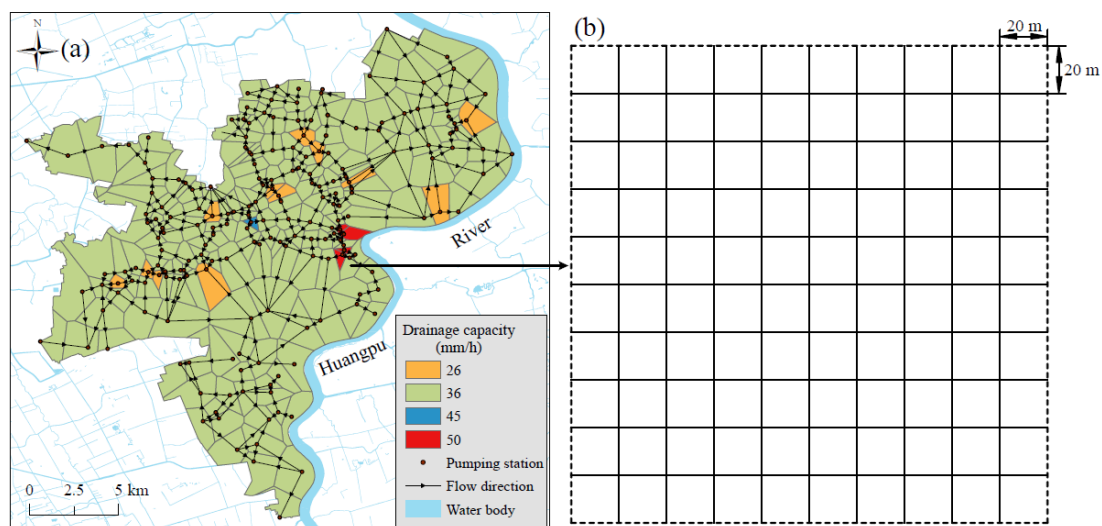 N
(a)
River
Huangpu
Drainage capacity
(mm/h)
26
36
45
50
Pumping station
Flow direction
Water body
0 2.5 5 km
(b)
20 m
20 m